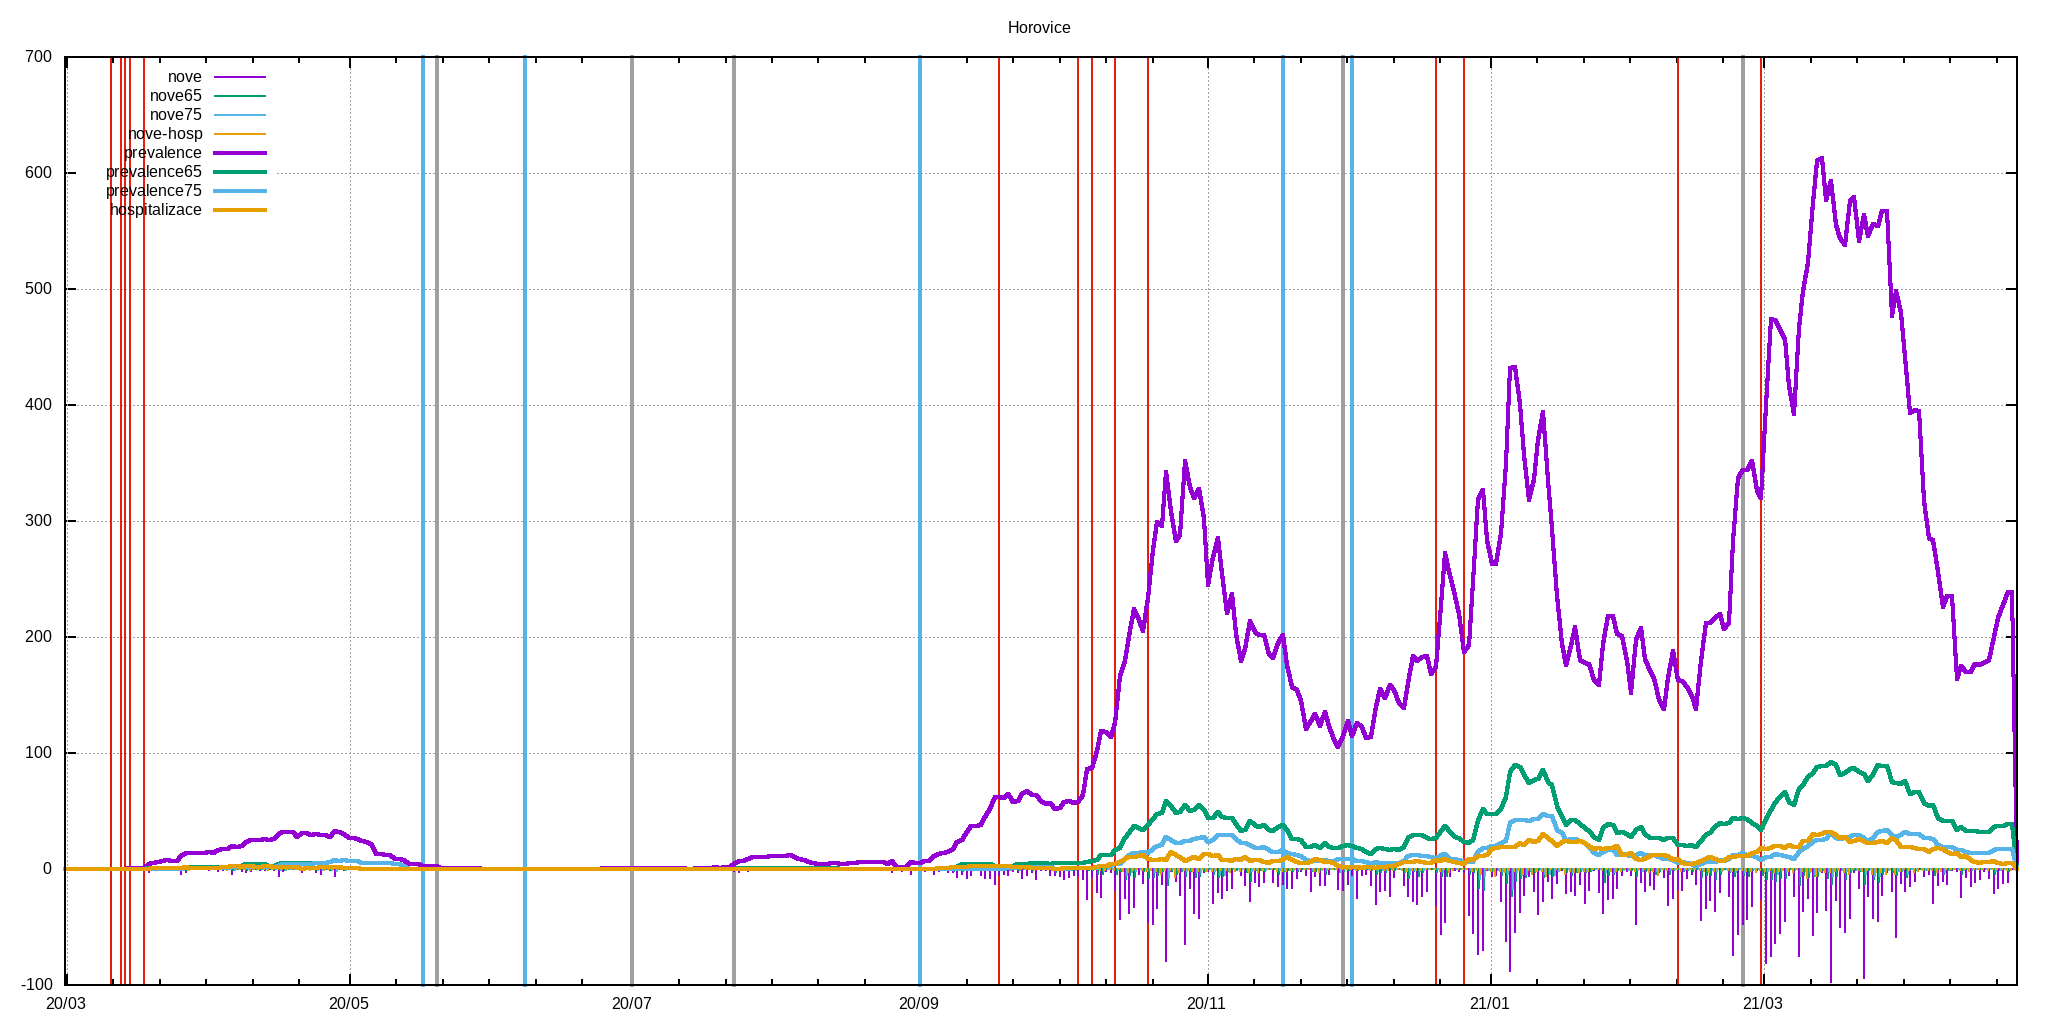 Horovice
700
600
500
400
300
200
100
0
-100
nove
nove65
nove75
nove-hosp
prevalence
prevalence65
prevalence75
hospitalizace
20/03 20/05 20/07 20/09 20/11 21/01 21/03